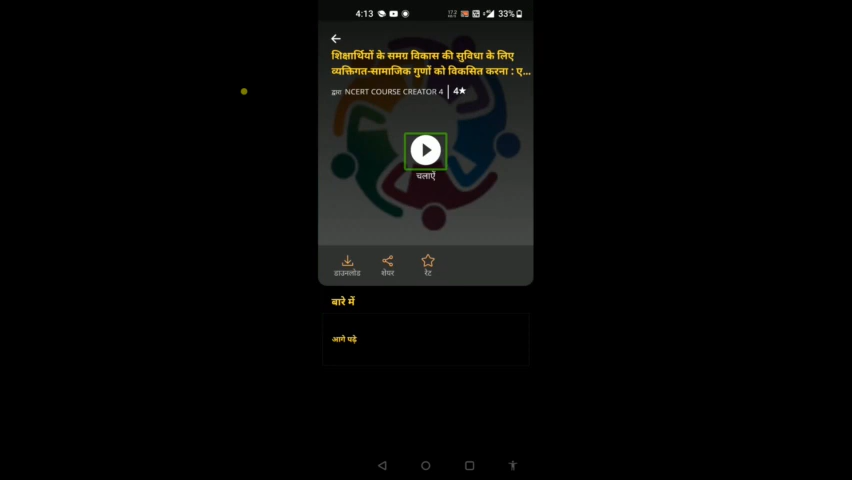 4:13 33%
शिक्षार्थियों के समग्र विकास की सुविधा के लिए
व्यक्तिगत-सामाजिक गुणों को विकसित करना : ए...
द्वारा NCERT COURSE CREATOR 4 | 4★
चलाएँ
डाउनलोड शेयर रेट
बारे में
आगे पढ़े